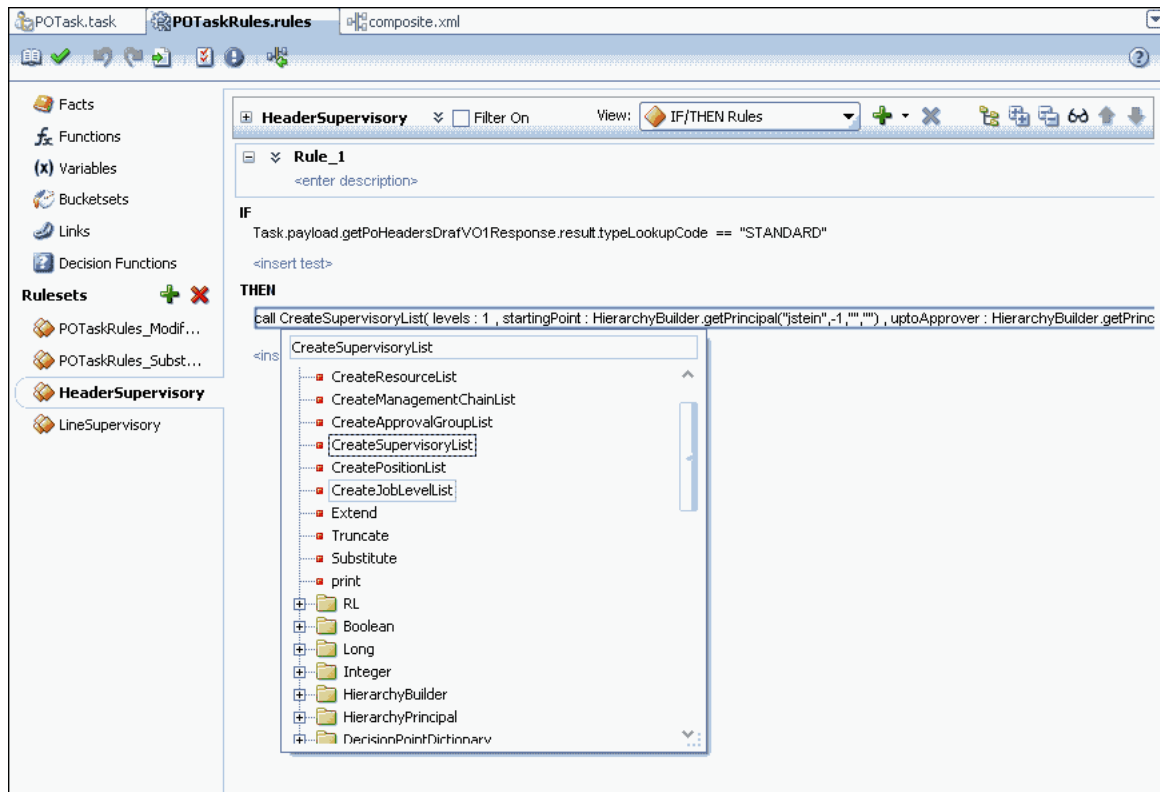 POTask.task
POTaskRules.rules
composite.xml
Facts
Functions
(x) Variables
Bucketsets
Links
Decision Functions
Rulesets
POTaskRules_Modif...
POTaskRules_Subst...
HeaderSupervisory
LineSupervisory
HeaderSupervisory Filter On View: IF/THEN Rules
Rule_1
<enter description>
IF
Task.payload.getPoHeadersDrafVO1Response.result.typeLookupCode == "STANDARD"
<insert test>
THEN
call CreateSupervisoryList( levels : 1 , startingPoint : HierarchyBuilder.getPrincipal("jstein",-1,"","") , uptoApprover : HierarchyBuilder.getPrinc
<ins
CreateSupervisoryList
CreateResourceList
CreateManagementChainList
CreateApprovalGroupList
CreateSupervisoryList
CreatePositionList
CreateJobLevelList
Extend
Truncate
Substitute
print
RL
Boolean
Long
Integer
HierarchyBuilder
HierarchyPrincipal
DecisionPointDictionary